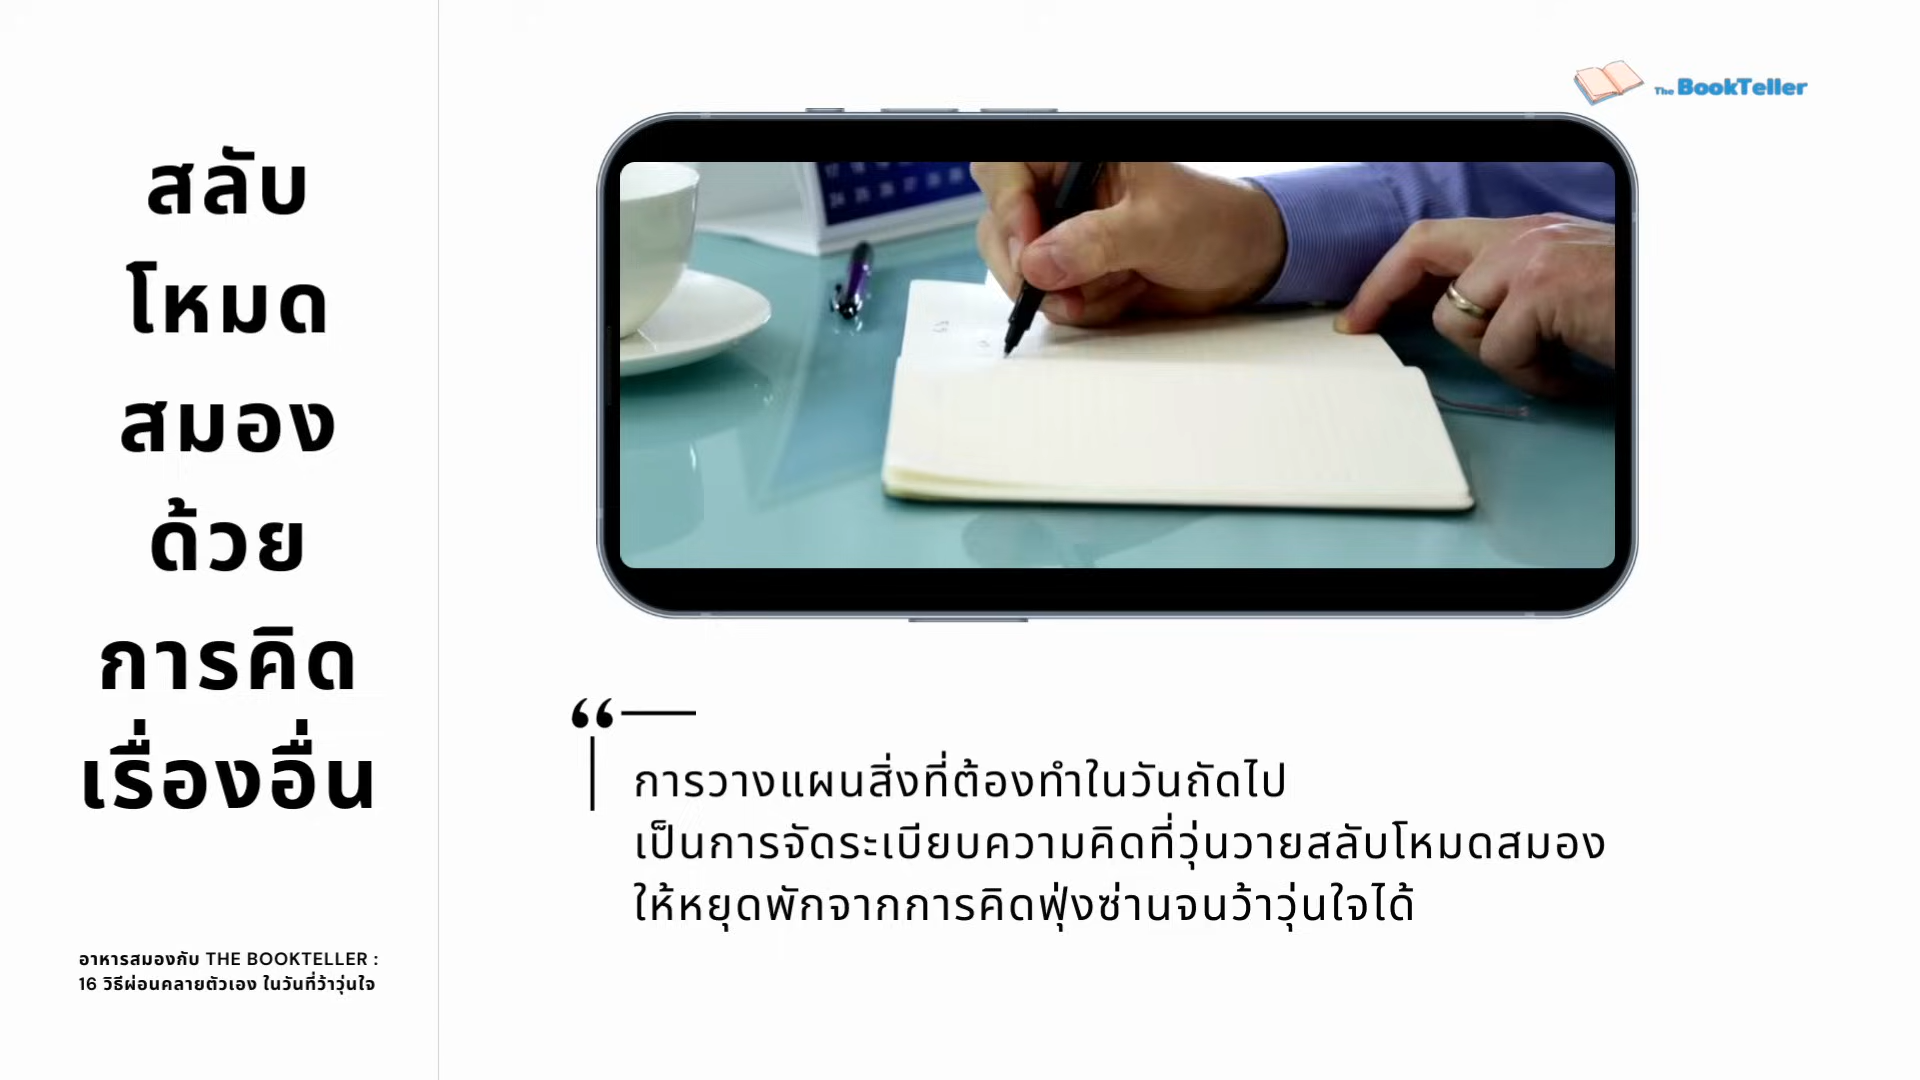 The BookTeller
สลับ
โหมด
สมอง
ด้วย
การคิด
เรื่องอื่น
การวางแผนสิ่งที่ต้องทำในวันถัดไป
เป็นการจัดระเบียบความคิดที่วุ่นวายสลับโหมดสมอง
ให้หยุดพักจากการคิดฟุ่งซ่านจนว้าวุ่นใจได้
อาหารสมองกับ THE BOOKTELLER :
16 วิธีผ่อนคลายตัวเอง ในวันที่ว้าวุ่นใจ